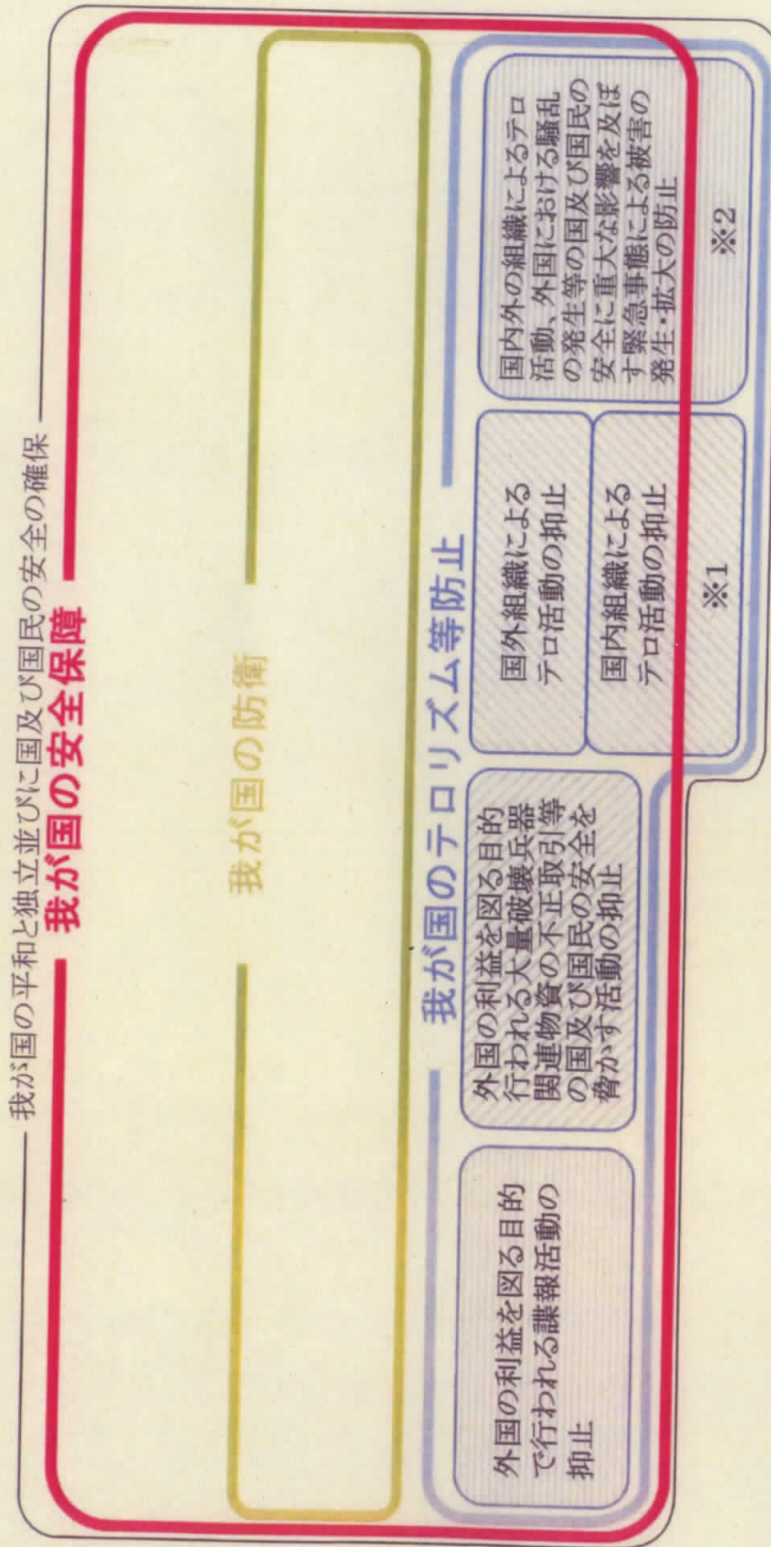 我が国の平和と独立並びに国及び国民の安全の確保
我が国の安全保障
我が国の防衛
我が国のテロリズム等防止
外国の利益を図る目的
で行われる諜報活動の
抑止
外国の利益を図る目的
行われる大量破壊兵器
関連物資の不正取引等
の国及び国民の安全を
脅かす活動の抑止
国外組織による
テロ活動の抑止
国内組織による
テロ活動の抑止
※1
国内外の組織によるテロ
活動、外国における騒乱
の発生等の国及び国民の
安全に重大な影響を及ぼ
す緊急事態による被害の
発生・拡大の防止
※2